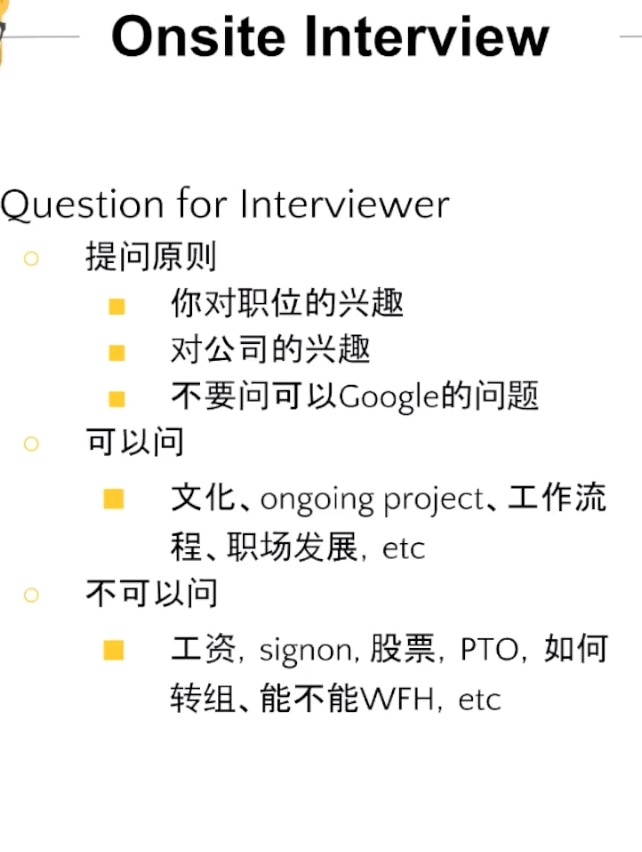 Onsite Interview
Question for Interviewer
提问原则
你对职位的兴趣
对公司的兴趣
不要问可以Google的问题
可以问
文化、ongoing project、工作流
程、职场发展, etc
不可以问
工资, signon, 股票, PTO, 如何
转组、能不能WFH, etc